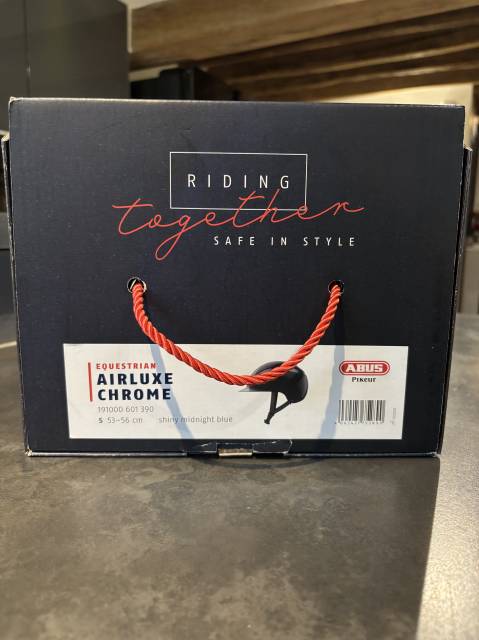 RIDING
together
SAFE IN STYLE
EQUESTRIAN
AIRLUXE
CHROME
191000 601 390
S 53–56 cm shiny midnight blue
ABUS
PIKEUR